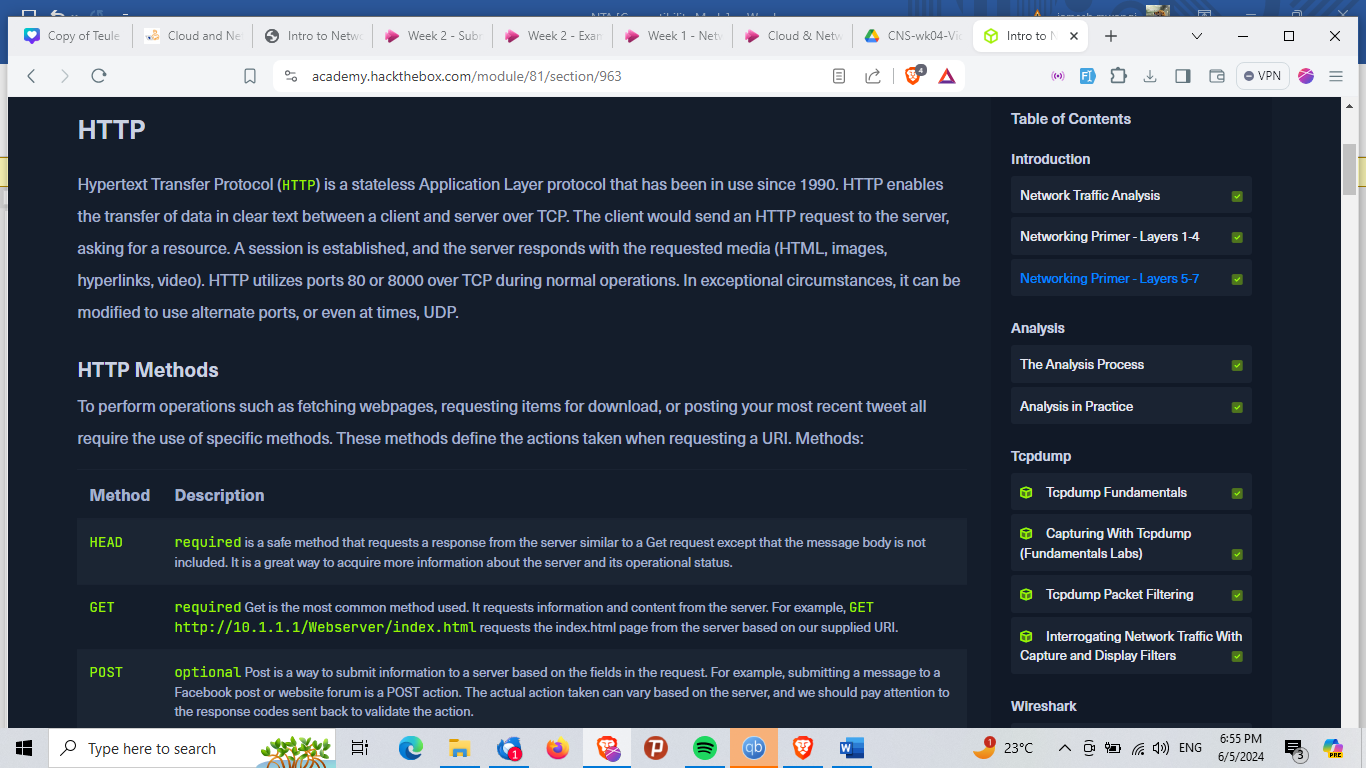 Copy of Teule
Cloud and Ne
Intro to Netwo
Week 2 - Sub
Week 2 - Exa
Week 1 - Net
Cloud & Netw
CNS-wk04-Vi
Intro to N
academy.hackthebox.com/module/81/section/963
4
VPN
HTTP
Hypertext Transfer Protocol (HTTP) is a stateless Application Layer protocol that has been in use since 1990. HTTP enables
the transfer of data in clear text between a client and server over TCP. The client would send an HTTP request to the server,
asking for a resource. A session is established, and the server responds with the requested media (HTML, images,
hyperlinks, video). HTTP utilizes ports 80 or 8000 over TCP during normal operations. In exceptional circumstances, it can be
modified to use alternate ports, or even at times, UDP.
HTTP Methods
To perform operations such as fetching webpages, requesting items for download, or posting your most recent tweet all
require the use of specific methods. These methods define the actions taken when requesting a URI. Methods:
Method Description
HEAD required is a safe method that requests a response from the server similar to a Get request except that the message body is not
included. It is a great way to acquire more information about the server and its operational status.
GET required Get is the most common method used. It requests information and content from the server. For example, GET
http://10.1.1.1/Webserver/index.html requests the index.html page from the server based on our supplied URI.
POST optional Post is a way to submit information to a server based on the fields in the request. For example, submitting a message to a
Facebook post or website forum is a POST action. The actual action taken can vary based on the server, and we should pay attention to
the response codes sent back to validate the action.
Table of Contents
Introduction
Network Traffic Analysis
Networking Primer - Layers 1-4
Networking Primer - Layers 5-7
Analysis
The Analysis Process
Analysis in Practice
Tcpdump
Tcpdump Fundamentals
Capturing With Tcpdump
(Fundamentals Labs)
Tcpdump Packet Filtering
Interrogating Network Traffic With
Capture and Display Filters
Wireshark
Type here to search
1
qb
1
23°C
ENG
6:55 PM
6/5/2024
3
PRE